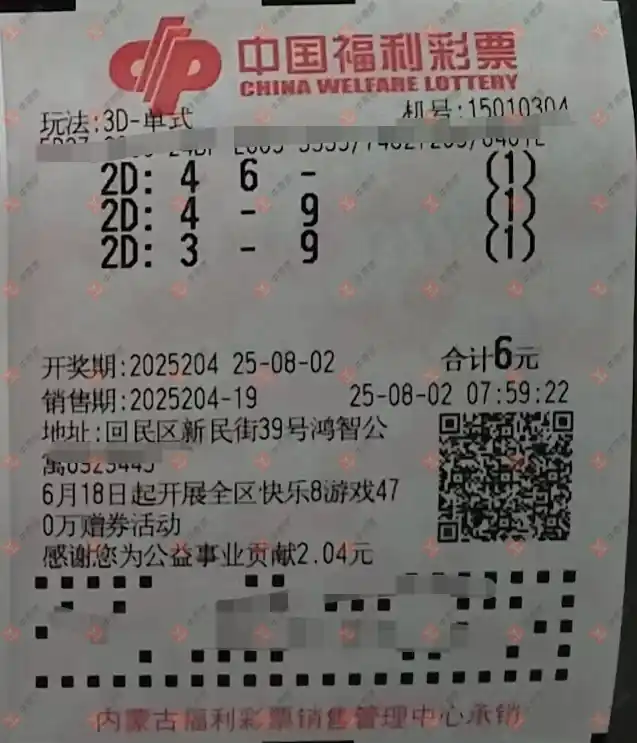 中国福利彩票
CHINA WELFARE LOTTERY
玩法:3D-单式 机号:15010304
2D: 4 6 - (1)
2D: 4 - 9 (1)
2D: 3 - 9 (1)
开奖期:2025204 25-08-02 合计6元
销售期:2025204-19 25-08-02 07:59:22
地址:回民区新民街39号鸿智公
6月18日起开展全区快乐8游戏47
0万赠券活动
感谢您为公益事业贡献2.04元
内蒙古福利彩票销售管理中心承销